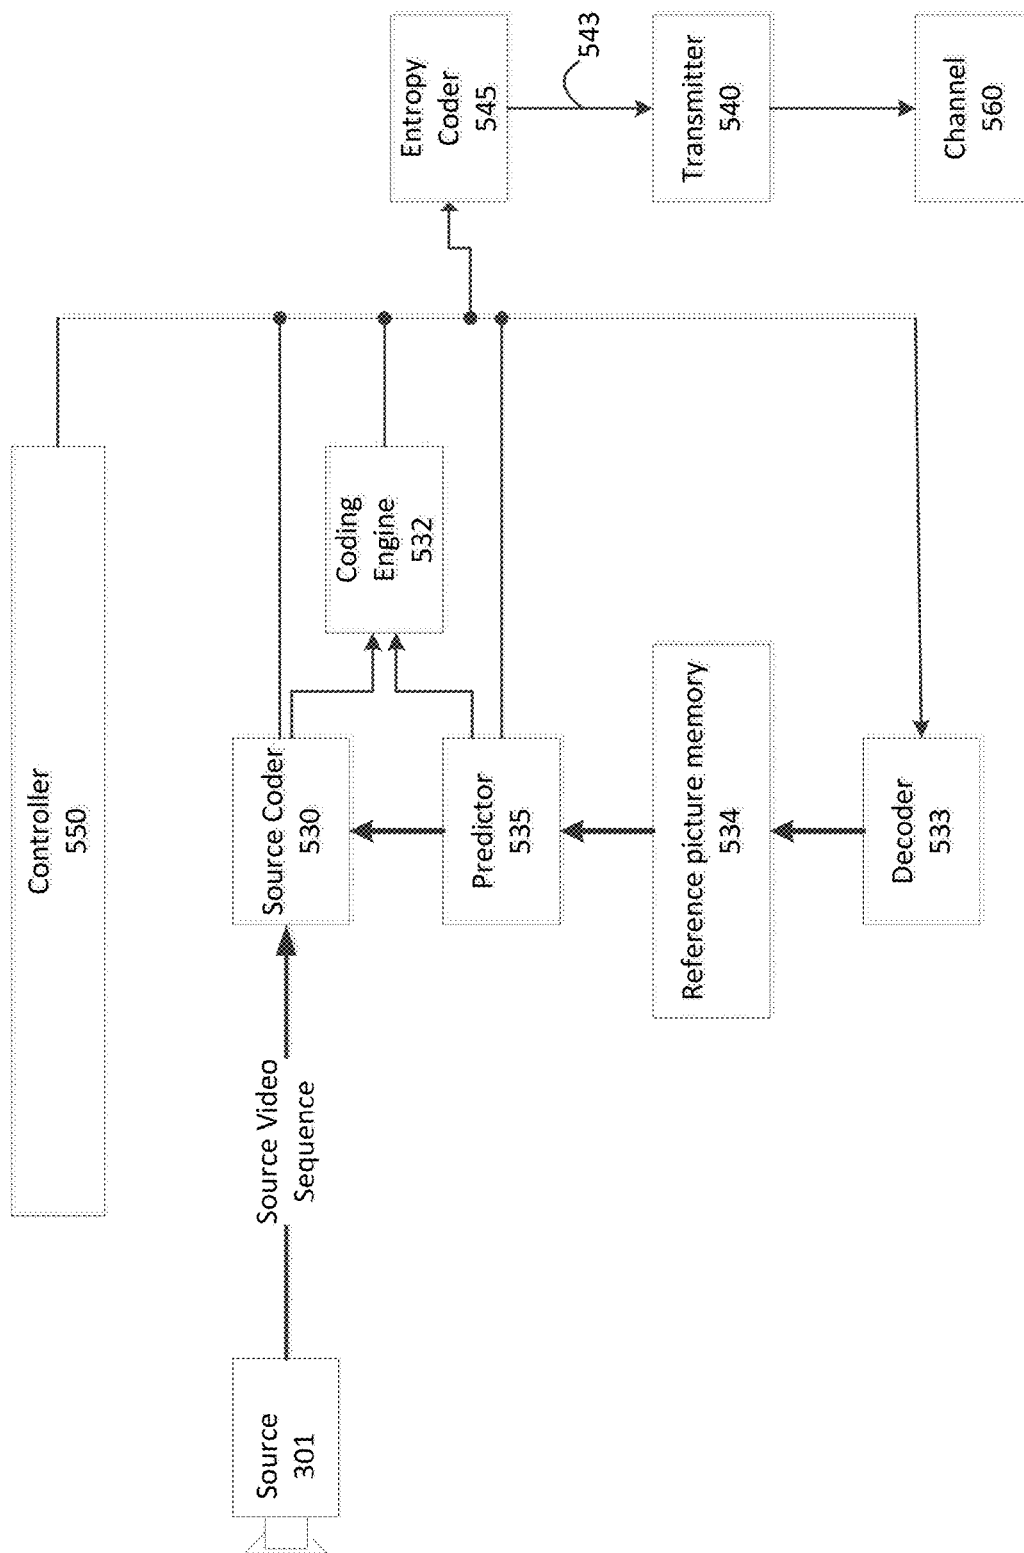 Controller
550
Source
301
Source Video
Sequence
Source Coder
530
Coding
Engine
532
Predictor
535
Reference picture memory
534
Decoder
533
Entropy
Coder
545
543
Transmitter
540
Channel
560